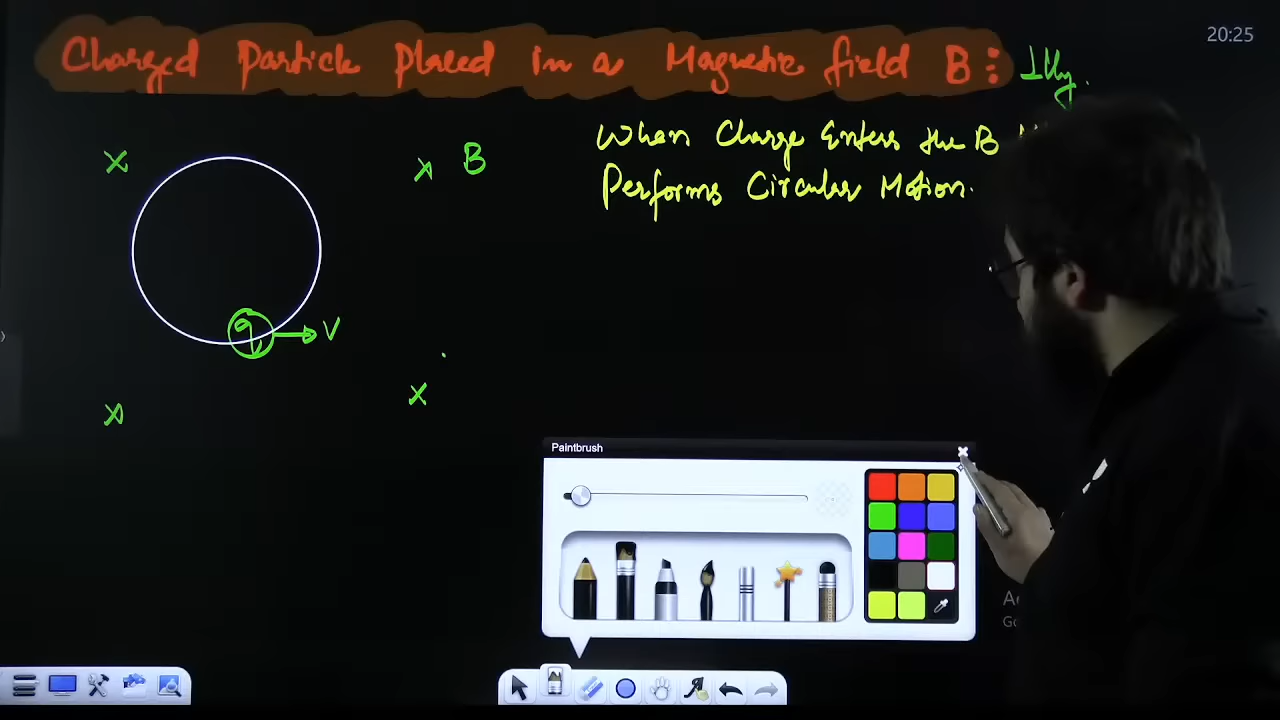 20:25
Charged Particle placed in a Magnetic field B : Illy.
X
X B
When Charge Enters the B
Performs Circular Motion.
q → V
X
X
Paintbrush